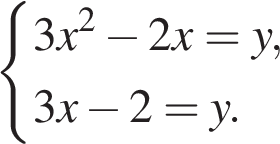 3x² − 2x = y,
3x − 2 = y.